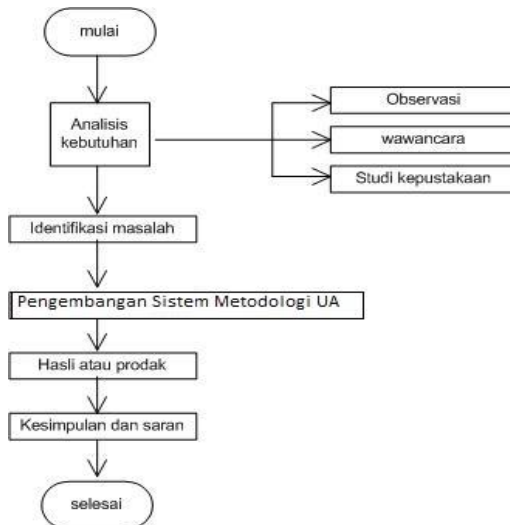 mulai
Analisis
kebutuhan
Observasi
wawancara
Studi kepustakaan
Identifikasi masalah
Pengembangan Sistem Metodologi UA
Hasli atau prodak
Kesimpulan dan saran
selesai